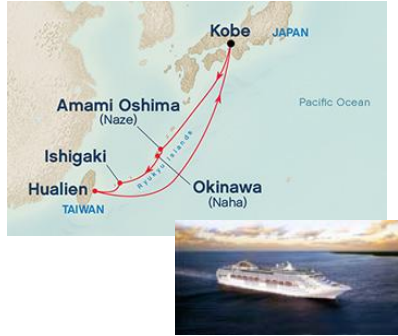 Kobe
JAPAN
Amami Oshima
(Naze)
Pacific Ocean
Ryukyu Islands
Ishigaki
Hualien
Okinawa
(Naha)
TAIWAN